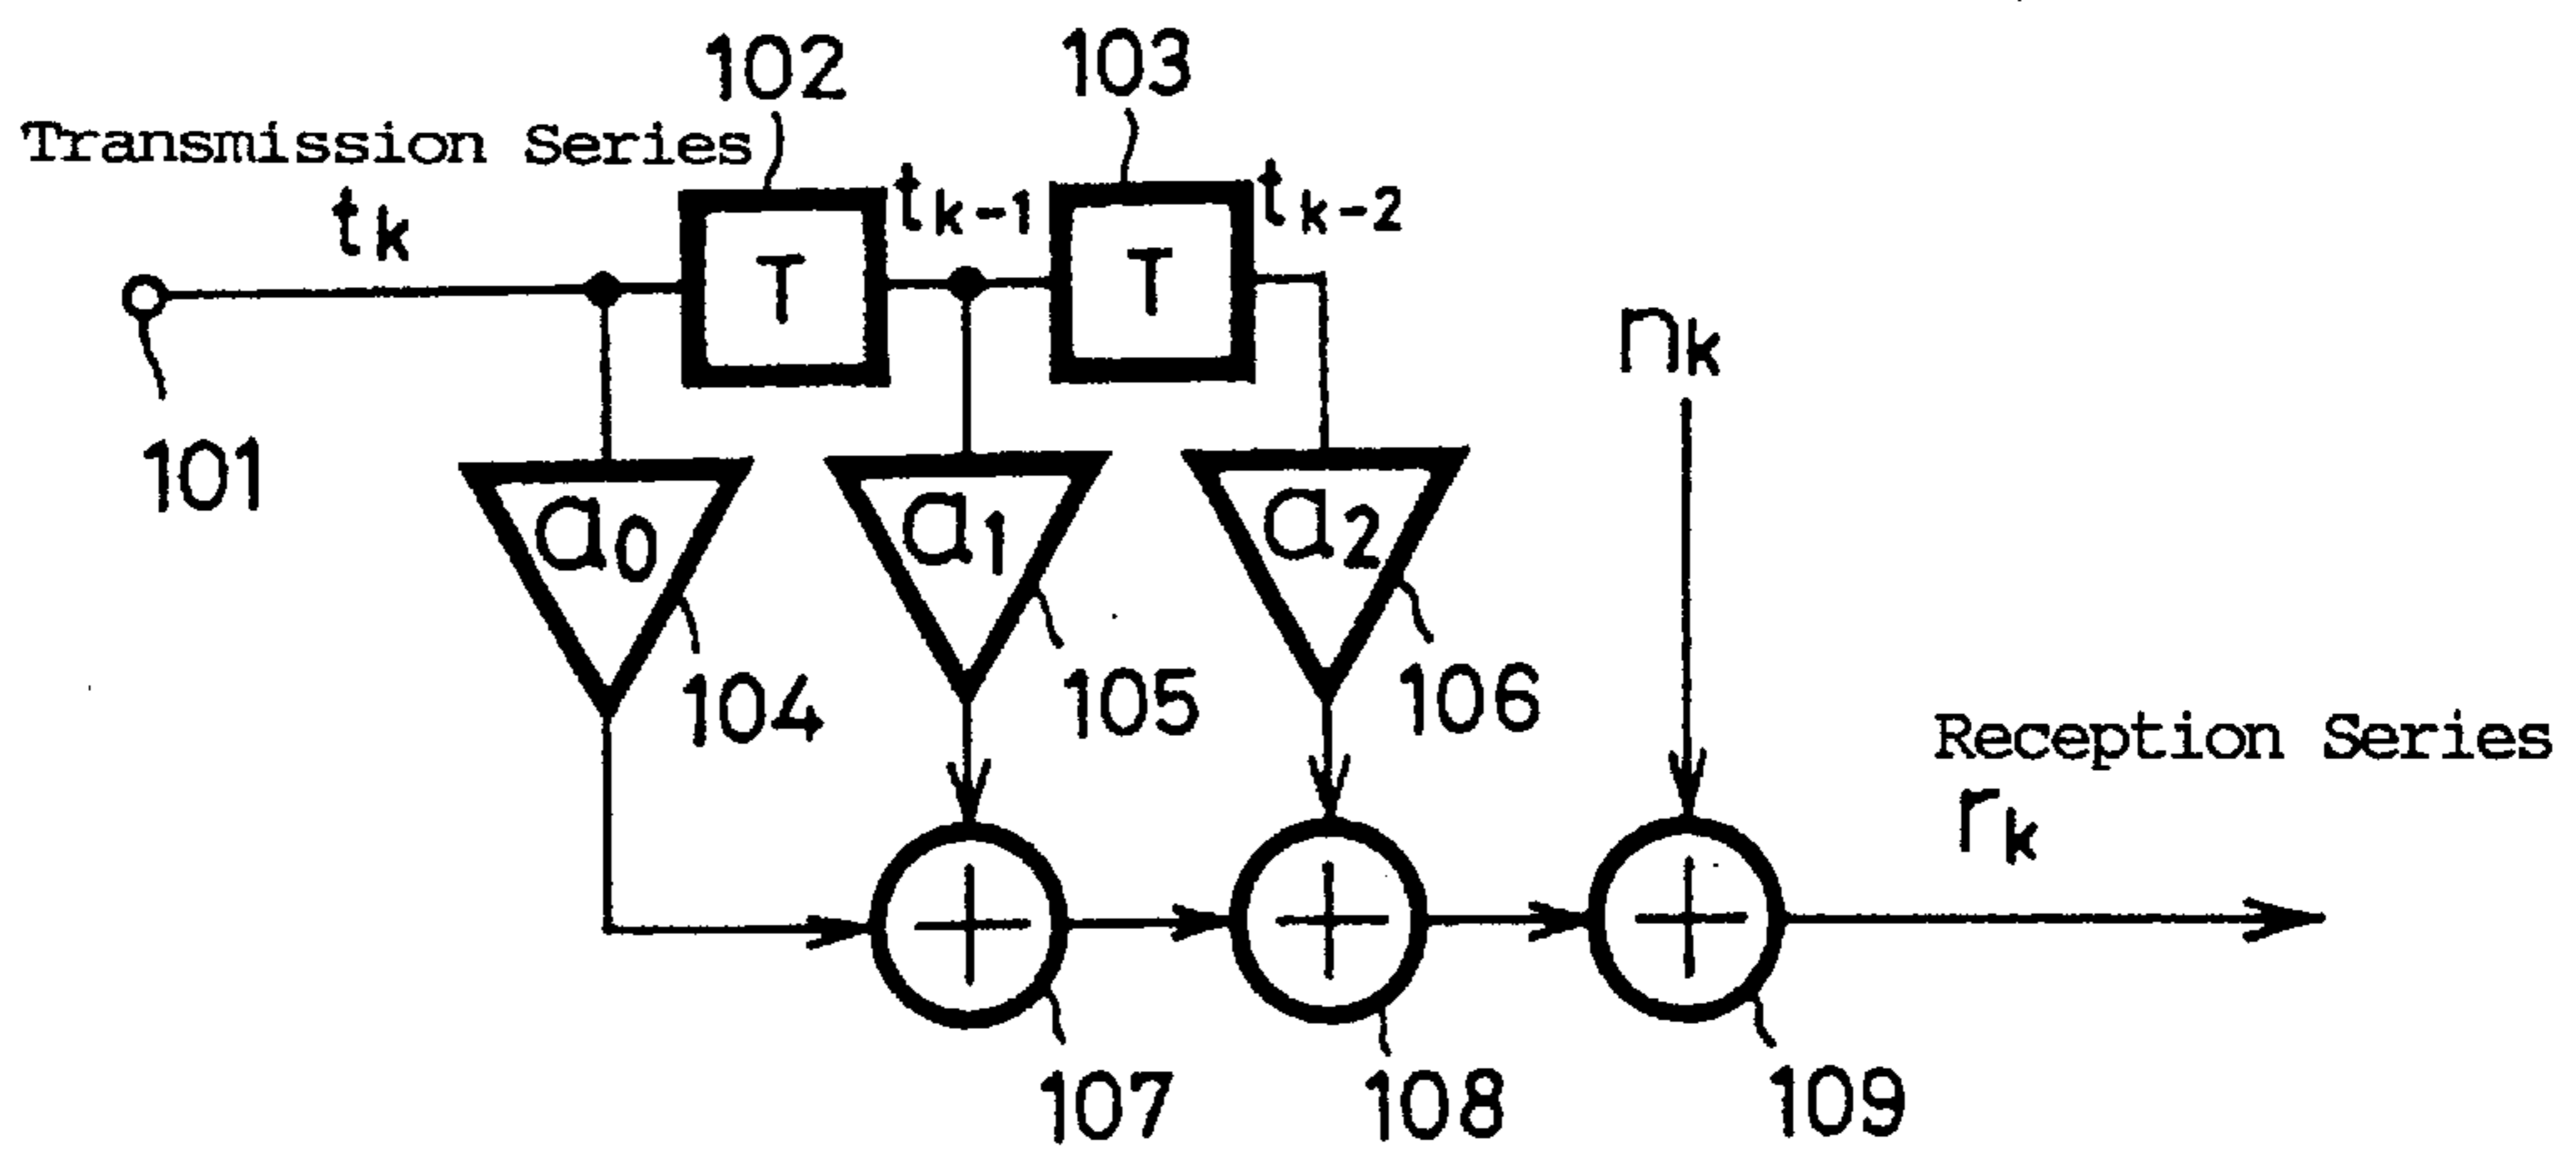 102
103
Transmission Series
tk
tk-1
tk-2
T
T
nk
101
a0
a1
a2
104
105
106
Reception Series
rk
107
108
109